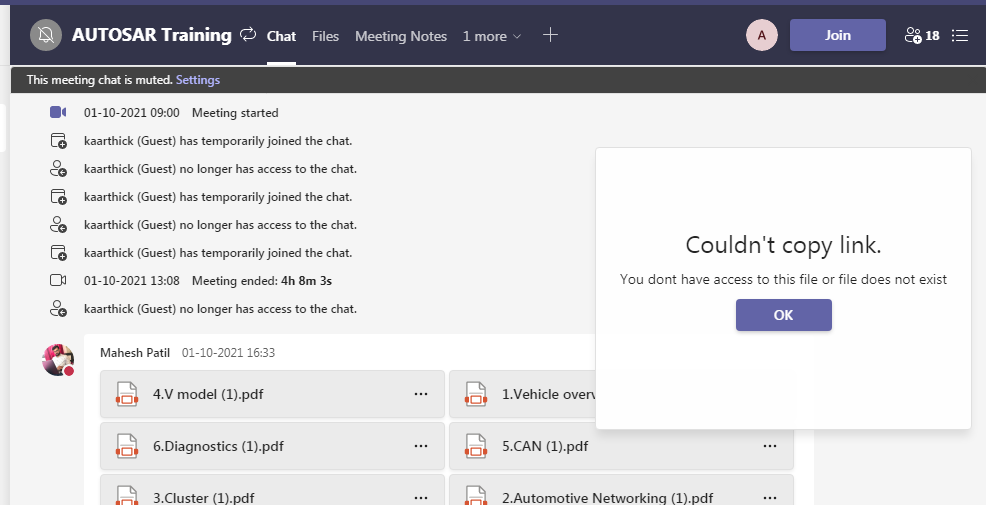 AUTOSAR Training Chat Files Meeting Notes 1 more A Join 18
This meeting chat is muted. Settings
01-10-2021 09:00 Meeting started
kaarthick (Guest) has temporarily joined the chat.
kaarthick (Guest) no longer has access to the chat.
kaarthick (Guest) has temporarily joined the chat.
kaarthick (Guest) no longer has access to the chat.
kaarthick (Guest) has temporarily joined the chat.
01-10-2021 13:08 Meeting ended: 4h 8m 3s
kaarthick (Guest) no longer has access to the chat.
Couldn't copy link.
You dont have access to this file or file does not exist
OK
Mahesh Patil 01-10-2021 16:33
4.V model (1).pdf ... 1.Vehicle
6.Diagnostics (1).pdf ... 5.CAN (1).pdf ...
3.Cluster (1).pdf ... 2.Automotive Networking (1).pdf ...